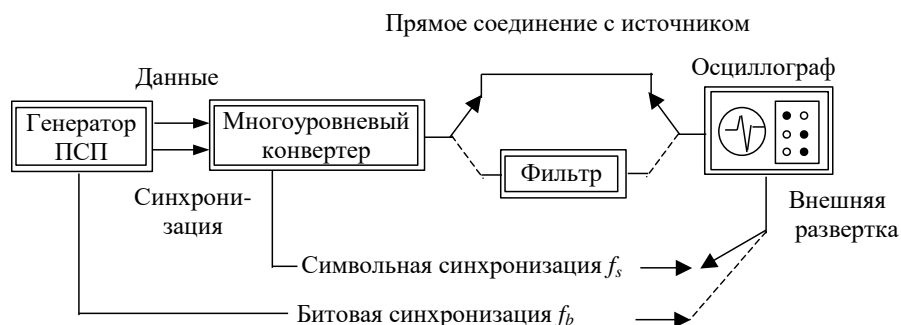 Прямое соединение с источником
Данные
Осциллограф
Генератор
ПСП
Многоуровневый
конвертер
Фильтр
Синхрони-
зация
Внешняя
развертка
Символьная синхронизация fs
Битовая синхронизация fb